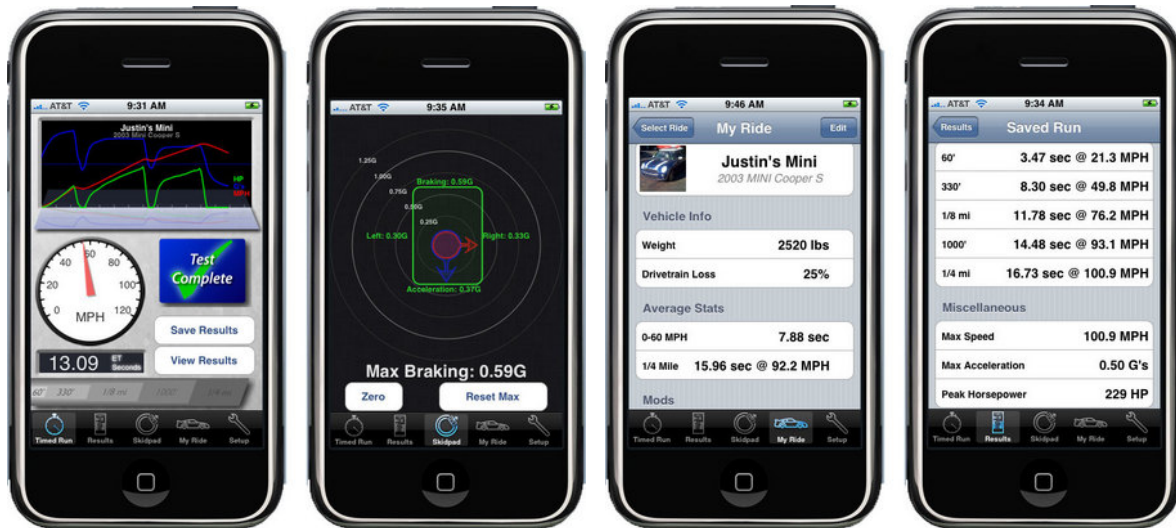 AT&T 9:31 AM
Justin's Mini
2003 Mini Cooper S
HP
MPH
20 40 60 80 100 120
MPH
Test
Complete
Save Results
13.09 ET
Seconds
View Results
60' 330' 1/8 mi 1000' 1/4 mi
Timed Run Results Skidpad My Ride Setup
AT&T 9:35 AM
1.25G
1.00G
0.75G
0.50G
0.25G
Braking: 0.59G
Left: 0.30G
Right: 0.33G
Acceleration: 0.37G
Max Braking: 0.59G
Zero Reset Max
Timed Run Results Skidpad My Ride Setup
AT&T 9:46 AM
Select Ride My Ride Edit
Justin's Mini
2003 MINI Cooper S
Vehicle Info
Weight 2520 lbs
Drivetrain Loss 25%
Average Stats
0-60 MPH 7.88 sec
1/4 Mile 15.96 sec @ 92.2 MPH
Mods
Timed Run Results Skidpad My Ride Setup
AT&T 9:34 AM
Results Saved Run
60' 3.47 sec @ 21.3 MPH
330' 8.30 sec @ 49.8 MPH
1/8 mi 11.78 sec @ 76.2 MPH
1000' 14.48 sec @ 93.1 MPH
1/4 mi 16.73 sec @ 100.9 MPH
Miscellaneous
Max Speed 100.9 MPH
Max Acceleration 0.50 G's
Peak Horsepower 229 HP
Timed Run Results Skidpad My Ride Setup